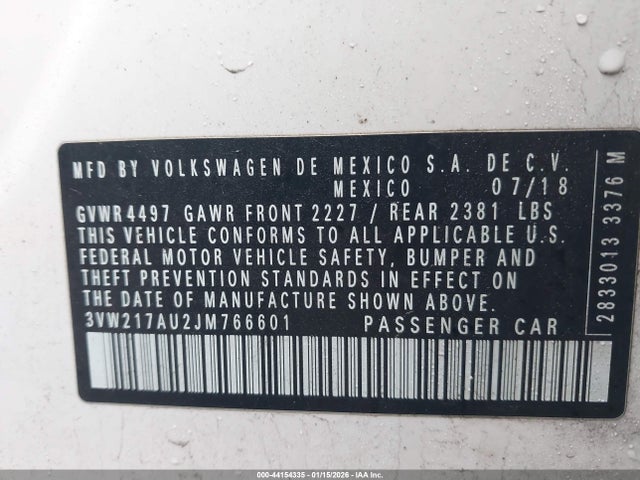 MFD BY VOLKSWAGEN DE MEXICO S.A. DE C.V.
MEXICO 07/18
GVWR 4497 GAWR FRONT 2227 / REAR 2381 LBS
THIS VEHICLE CONFORMS TO ALL APPLICABLE U.S.
FEDERAL MOTOR VEHICLE SAFETY, BUMPER AND
THEFT PREVENTION STANDARDS IN EFFECT ON
THE DATE OF MANUFACTURE SHOWN ABOVE.
3VW217AU2JM766601 PASSENGER CAR
2833013 3376 M
000-44154335 - 01/15/2026 - IAAI Inc.